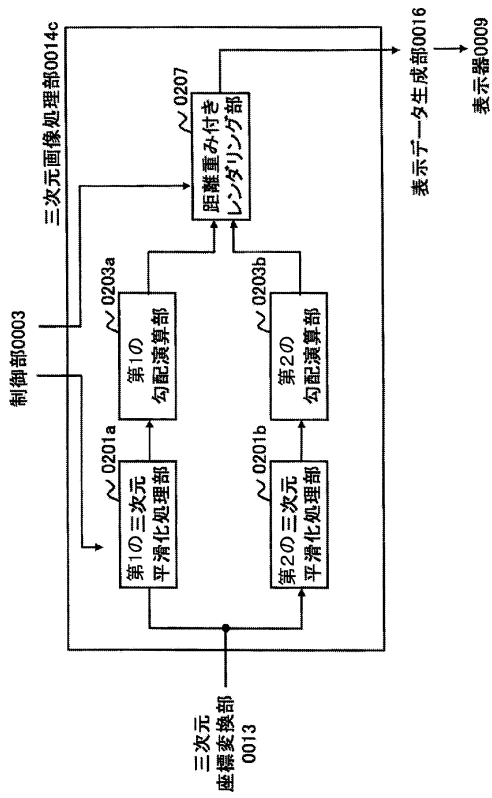 制御部0003
三次元画像処理部0014c
三次元
座標変換部
0013
0201a
第1の三次元
平滑化処理部
0203a
第1の
勾配演算部
0207
距離重み付き
レンダリング部
0201b
第2の三次元
平滑化処理部
0203b
第2の
勾配演算部
表示データ生成部0016
表示器0009